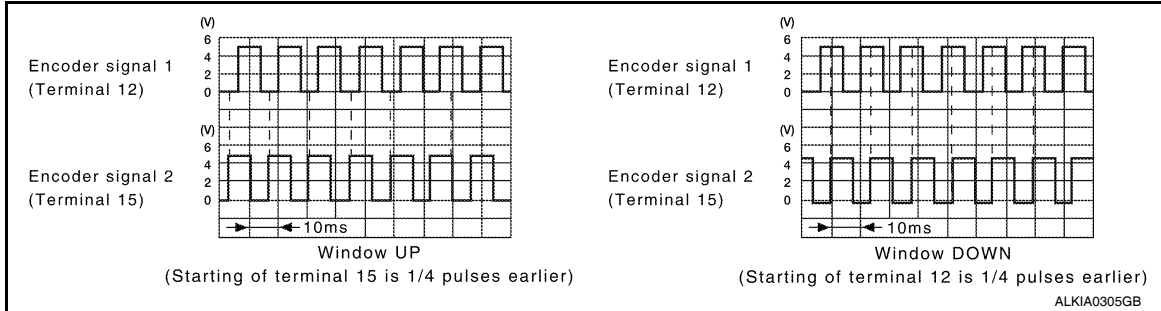 (V)
6
4
2
0
Encoder signal 1
(Terminal 12)
(V)
6
4
2
0
Encoder signal 2
(Terminal 15)
10ms
Window UP
(Starting of terminal 15 is 1/4 pulses earlier)
(V)
6
4
2
0
Encoder signal 1
(Terminal 12)
(V)
6
4
2
0
Encoder signal 2
(Terminal 15)
10ms
Window DOWN
(Starting of terminal 12 is 1/4 pulses earlier)
ALKIA0305GB